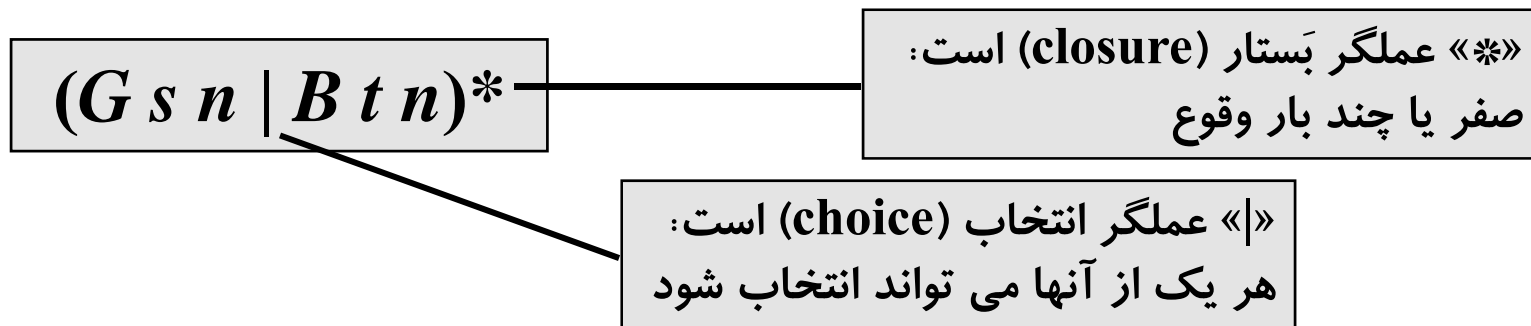 (G s n | B t n)*
«*» عملگر بَستار (closure) است:
صفر یا چند بار وقوع
«|» عملگر انتخاب (choice) است:
هر یک از آنها می تواند انتخاب شود